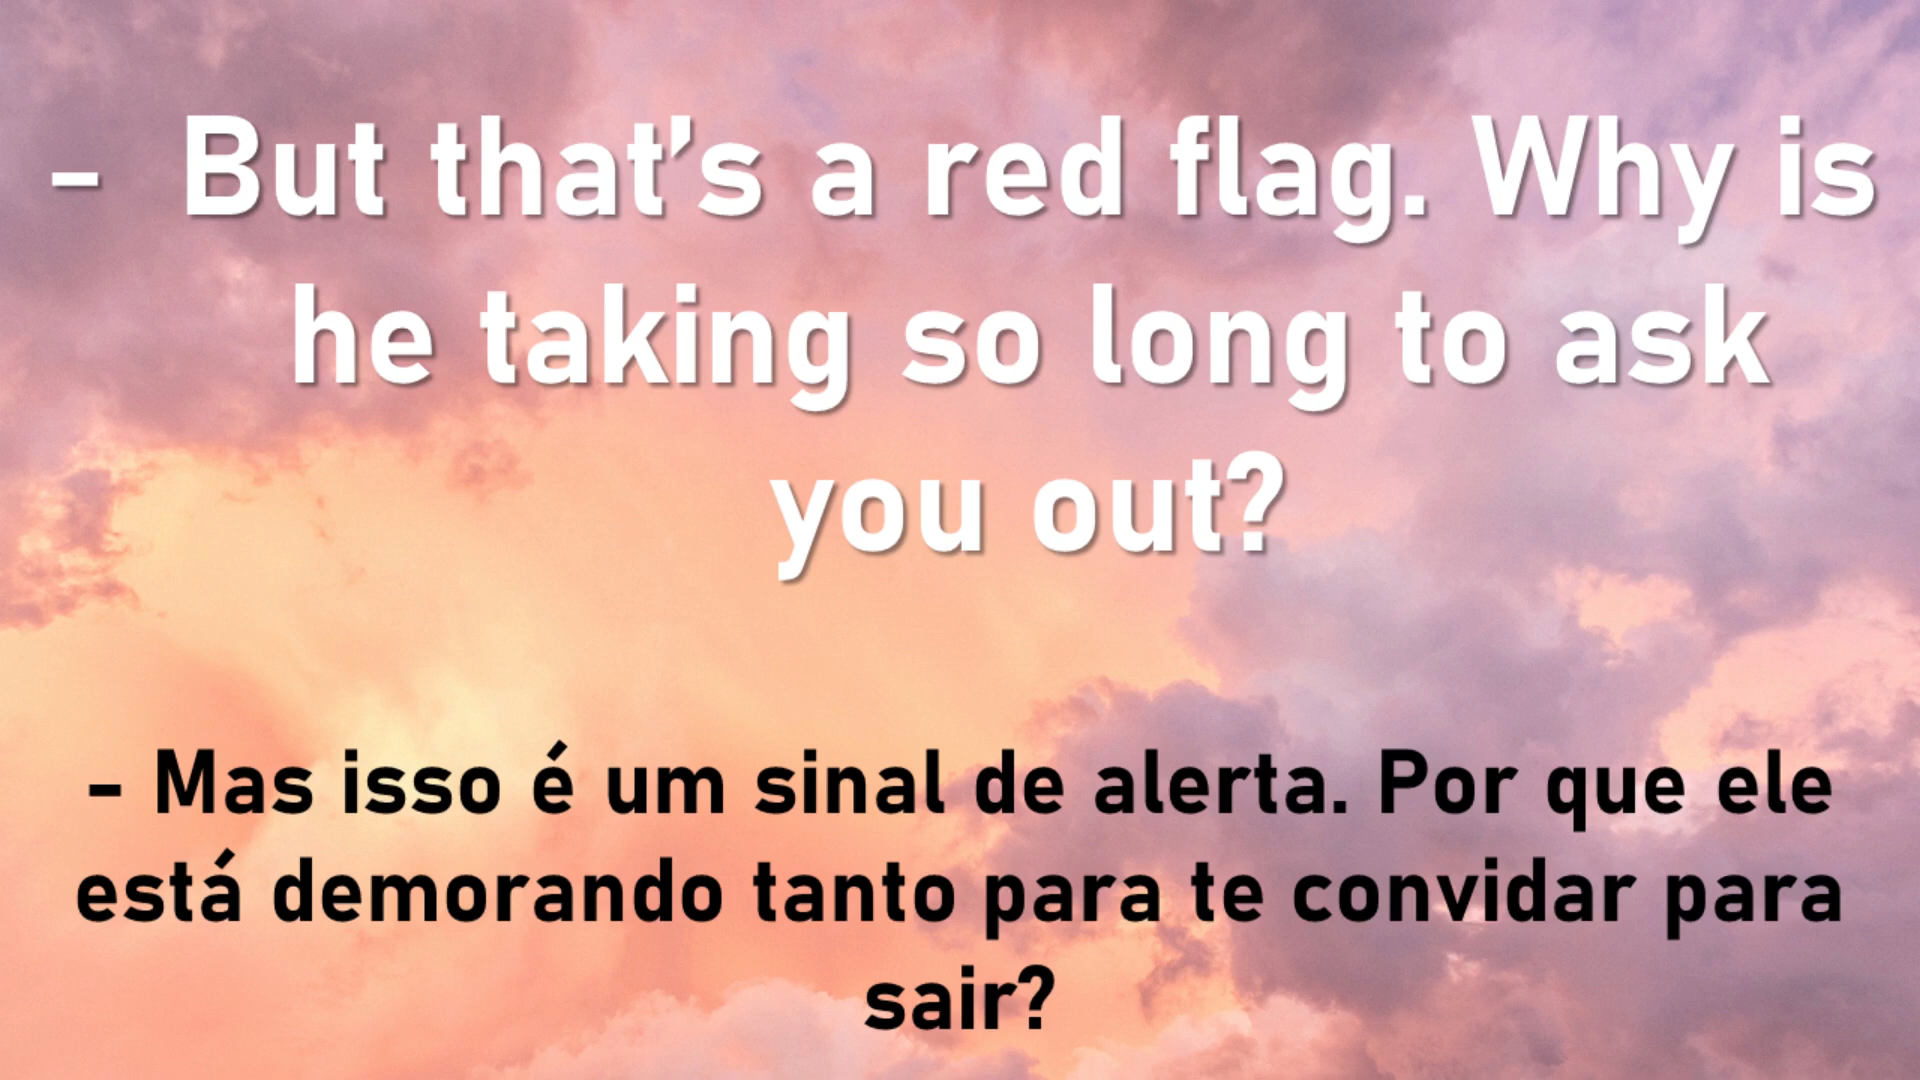 - But that’s a red flag. Why is
he taking so long to ask
you out?
- Mas isso é um sinal de alerta. Por que ele
está demorando tanto para te convidar para
sair?